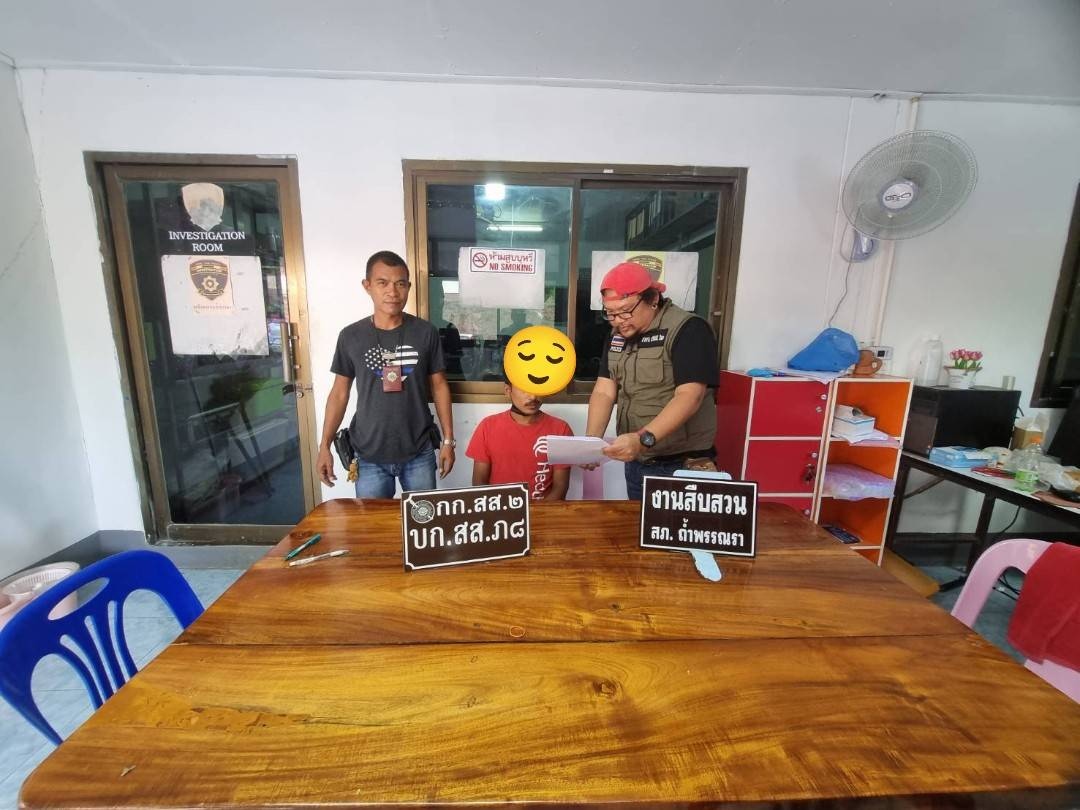 INVESTIGATION
ROOM
ห้ามสูบบุหรี่
NO SMOKING
POLICE
กก.สส.๒
บก.สส.ภ๘
งานสืบสวน
สภ. ถ้ำพรรณรา